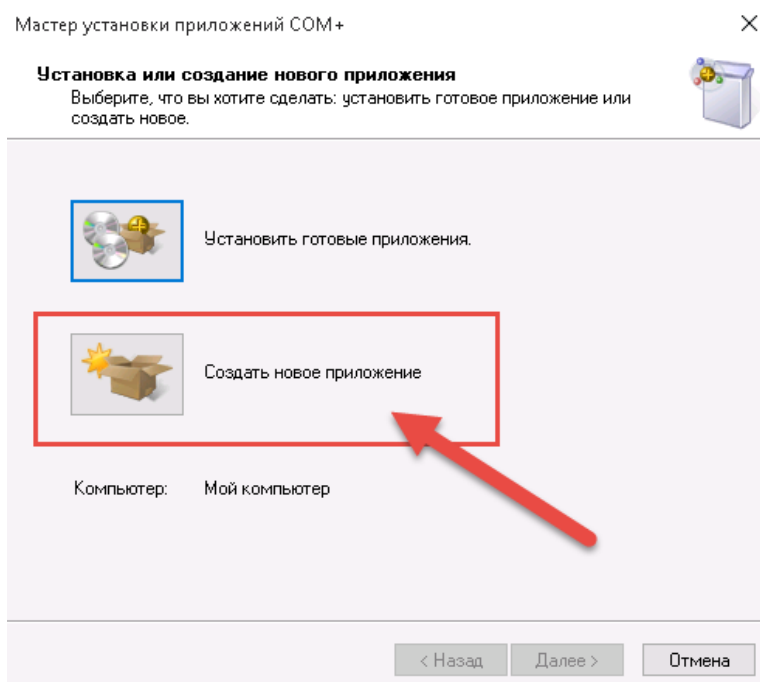 Мастер установки приложений COM+
Установка или создание нового приложения
Выберите, что вы хотите сделать: установить готовое приложение или
создать новое.
Установить готовые приложения.
Создать новое приложение
Компьютер: Мой компьютер
< Назад Далее > Отмена